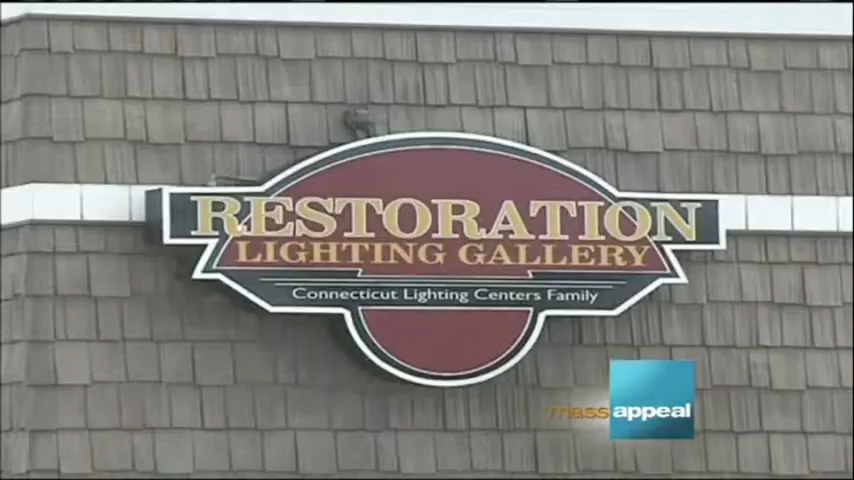 RESTORATION
LIGHTING GALLERY
Connecticut Lighting Centers Family
mass appeal